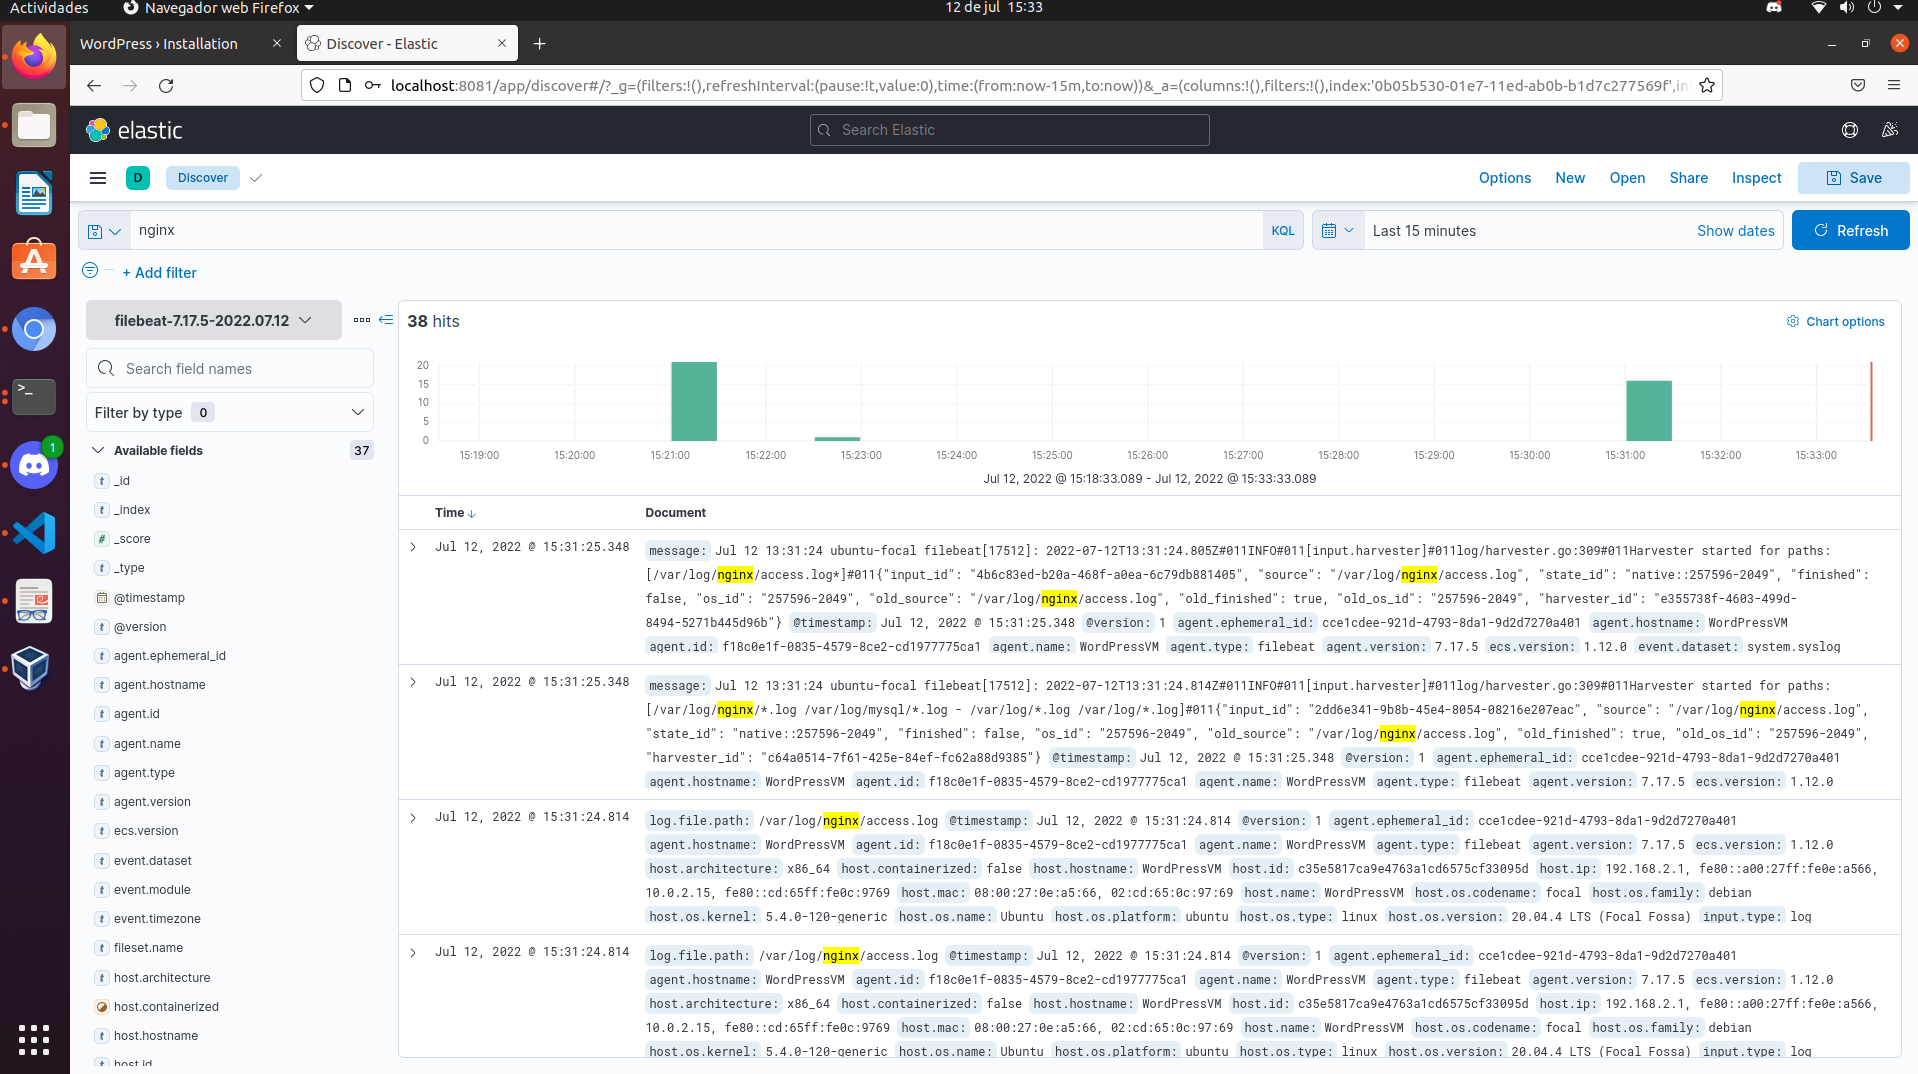 Actividades
Navegador web Firefox
12 de jul 15:33
WordPress › Installation
Discover - Elastic
localhost:8081/app/discover#/?_g=(filters:!(),refreshInterval:(pause:!t,value:0),time:(from:now-15m,to:now))&_a=(columns:!(),filters:!(),index:'0b05b530-01e7-11ed-ab0b-b1d7c277569f',in
elastic
Search Elastic
D
Discover
Options
New
Open
Share
Inspect
Save
nginx
KQL
Last 15 minutes
Show dates
Refresh
+ Add filter
filebeat-7.17.5-2022.07.12
Search field names
Filter by type 0
Available fields 37
t _id
t _index
# _score
t _type
@timestamp
t @version
t agent.ephemeral_id
t agent.hostname
t agent.id
t agent.name
t agent.type
t agent.version
t ecs.version
t event.dataset
t event.module
t event.timezone
t fileset.name
t host.architecture
host.containerized
t host.hostname
t host.id
1
38 hits
Chart options
20
15
10
5
0
15:19:00 15:20:00 15:21:00 15:22:00 15:23:00 15:24:00 15:25:00 15:26:00 15:27:00 15:28:00 15:29:00 15:30:00 15:31:00 15:32:00 15:33:00
Jul 12, 2022 @ 15:18:33.089 - Jul 12, 2022 @ 15:33:33.089
Time Document
Jul 12, 2022 @ 15:31:25.348
message: Jul 12 13:31:24 ubuntu-focal filebeat[17512]: 2022-07-12T13:31:24.805Z#011INFO#011[input.harvester]#011log/harvester.go:309#011Harvester started for paths:
[/var/log/nginx/access.log*]#011{"input_id": "4b6c83ed-b20a-468f-a0ea-6c79db881405", "source": "/var/log/nginx/access.log", "state_id": "native::257596-2049", "finished":
false, "os_id": "257596-2049", "old_source": "/var/log/nginx/access.log", "old_finished": true, "old_os_id": "257596-2049", "harvester_id": "e355738f-4603-499d-
8494-5271b445d96b"} @timestamp: Jul 12, 2022 @ 15:31:25.348 @version: 1 agent.ephemeral_id: cce1cdee-921d-4793-8da1-9d2d7270a401 agent.hostname: WordPressVM
agent.id: f18c0e1f-0835-4579-8ce2-cd1977775ca1 agent.name: WordPressVM agent.type: filebeat agent.version: 7.17.5 ecs.version: 1.12.0 event.dataset: system.syslog
Jul 12, 2022 @ 15:31:25.348
message: Jul 12 13:31:24 ubuntu-focal filebeat[17512]: 2022-07-12T13:31:24.814Z#011INFO#011[input.harvester]#011log/harvester.go:309#011Harvester started for paths:
[/var/log/nginx/*.log /var/log/mysql/*.log - /var/log/*.log /var/log/*.log]#011{"input_id": "2dd6e341-9b8b-45e4-8054-08216e207eac", "source": "/var/log/nginx/access.log",
"state_id": "native::257596-2049", "finished": false, "os_id": "257596-2049", "old_source": "/var/log/nginx/access.log", "old_finished": true, "old_os_id": "257596-2049",
"harvester_id": "c64a0514-7f61-425e-84ef-fc62a88d9385"} @timestamp: Jul 12, 2022 @ 15:31:25.348 @version: 1 agent.ephemeral_id: cce1cdee-921d-4793-8da1-9d2d7270a401
agent.hostname: WordPressVM agent.id: f18c0e1f-0835-4579-8ce2-cd1977775ca1 agent.name: WordPressVM agent.type: filebeat agent.version: 7.17.5 ecs.version: 1.12.0
Jul 12, 2022 @ 15:31:24.814
log.file.path: /var/log/nginx/access.log @timestamp: Jul 12, 2022 @ 15:31:24.814 @version: 1 agent.ephemeral_id: cce1cdee-921d-4793-8da1-9d2d7270a401
agent.hostname: WordPressVM agent.id: f18c0e1f-0835-4579-8ce2-cd1977775ca1 agent.name: WordPressVM agent.type: filebeat agent.version: 7.17.5 ecs.version: 1.12.0
host.architecture: x86_64 host.containerized: false host.hostname: WordPressVM host.id: c35e5817ca9e4763a1cd6575cf33095d host.ip: 192.168.2.1, fe80::a00:27ff:fe0e:a566,
10.0.2.15, fe80::cd:65ff:fe0c:9769 host.mac: 08:00:27:0e:a5:66, 02:cd:65:0c:97:69 host.name: WordPressVM host.os.codename: focal host.os.family: debian
host.os.kernel: 5.4.0-120-generic host.os.name: Ubuntu host.os.platform: ubuntu host.os.type: linux host.os.version: 20.04.4 LTS (Focal Fossa) input.type: log
Jul 12, 2022 @ 15:31:24.814
log.file.path: /var/log/nginx/access.log @timestamp: Jul 12, 2022 @ 15:31:24.814 @version: 1 agent.ephemeral_id: cce1cdee-921d-4793-8da1-9d2d7270a401
agent.hostname: WordPressVM agent.id: f18c0e1f-0835-4579-8ce2-cd1977775ca1 agent.name: WordPressVM agent.type: filebeat agent.version: 7.17.5 ecs.version: 1.12.0
host.architecture: x86_64 host.containerized: false host.hostname: WordPressVM host.id: c35e5817ca9e4763a1cd6575cf33095d host.ip: 192.168.2.1, fe80::a00:27ff:fe0e:a566,
10.0.2.15, fe80::cd:65ff:fe0c:9769 host.mac: 08:00:27:0e:a5:66, 02:cd:65:0c:97:69 host.name: WordPressVM host.os.codename: focal host.os.family: debian
host.os.kernel: 5.4.0-120-generic host.os.name: Ubuntu host.os.platform: ubuntu host.os.type: linux host.os.version: 20.04.4 LTS (Focal Fossa) input.type: log